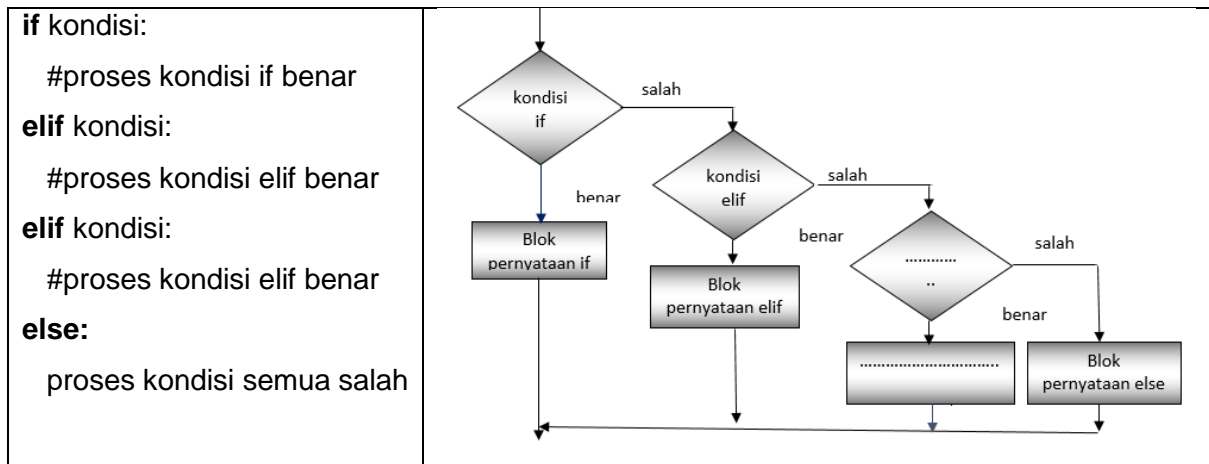 if kondisi:
#proses kondisi if benar
elif kondisi:
#proses kondisi elif benar
elif kondisi:
#proses kondisi elif benar
else:
proses kondisi semua salah
kondisi
if
salah
benar
Blok
pernyataan if
kondisi
elif
salah
benar
Blok
pernyataan elif
............
..
salah
benar
................................
Blok
pernyataan else